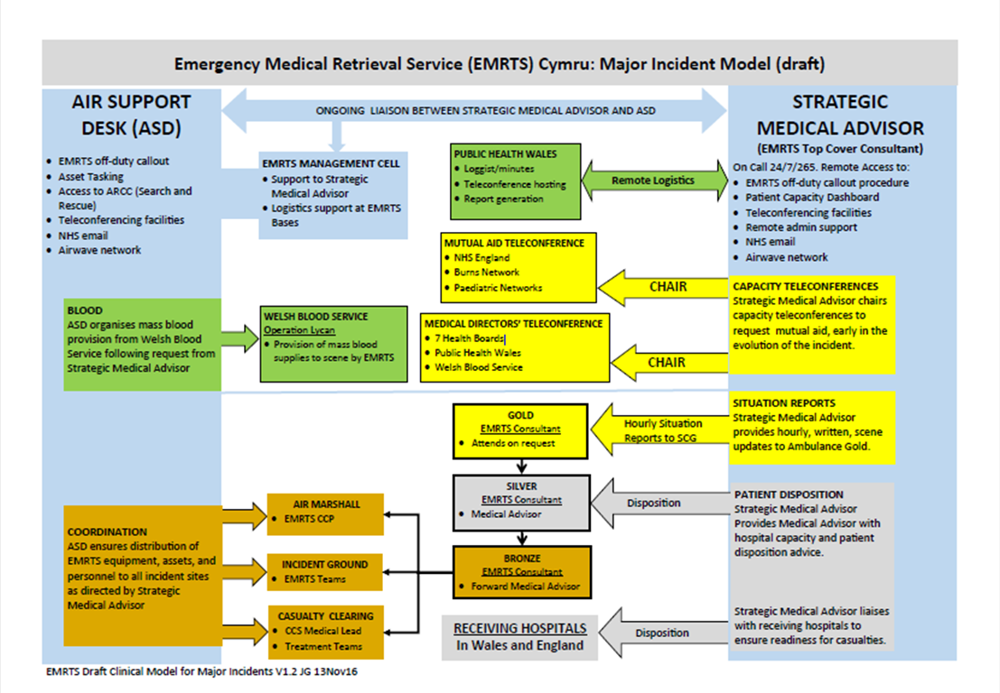 Emergency Medical Retrieval Service (EMRTS) Cymru: Major Incident Model (draft)
AIR SUPPORT
DESK (ASD)
• EMRTS off-duty callout
• Asset Tasking
• Access to ARCC (Search and
Rescue)
• Teleconferencing facilities
• NHS email
• Airwave network
ONGOING LIAISON BETWEEN STRATEGIC MEDICAL ADVISOR AND ASD
STRATEGIC
MEDICAL ADVISOR
(EMRTS Top Cover Consultant)
On Call 24/7/265. Remote Access to:
• EMRTS off-duty callout procedure
• Patient Capacity Dashboard
• Teleconferencing facilities
• Remote admin support
• NHS email
• Airwave network
EMRTS MANAGEMENT CELL
• Support to Strategic
Medical Advisor
• Logistics support at EMRTS
Bases
PUBLIC HEALTH WALES
• Loggist/minutes
• Teleconference hosting
• Report generation
Remote Logistics
MUTUAL AID TELECONFERENCE
• NHS England
• Burns Network
• Paediatric Networks
CHAIR
CAPACITY TELECONFERENCES
Strategic Medical Advisor chairs
capacity teleconferences to
request mutual aid, early in the
evolution of the incident.
BLOOD
ASD organises mass blood
provision from Welsh Blood
Service following request from
Strategic Medical Advisor
WELSH BLOOD SERVICE
Operation Lycan
• Provision of mass blood
supplies to scene by EMRTS
MEDICAL DIRECTORS' TELECONFERENCE
• 7 Health Boards
• Public Health Wales
• Welsh Blood Service
CHAIR
GOLD
EMRTS Consultant
• Attends on request
Hourly Situation
Reports to SCG
SITUATION REPORTS
Strategic Medical Advisor
provides hourly, written, scene
updates to Ambulance Gold.
SILVER
EMRTS Consultant
• Medical Advisor
Disposition
PATIENT DISPOSITION
Strategic Medical Advisor
Provides Medical Advisor with
hospital capacity and patient
disposition advice.
COORDINATION
ASD ensures distribution of
EMRTS equipment, assets, and
personnel to all incident sites
as directed by Strategic
Medical Advisor
AIR MARSHALL
• EMRTS CCP
INCIDENT GROUND
• EMRTS Teams
CASUALTY CLEARING
• CCS Medical Lead
• Treatment Teams
BRONZE
EMRTS Consultant
• Forward Medical Advisor
RECEIVING HOSPITALS
In Wales and England
Disposition
Strategic Medical Advisor liaises
with receiving hospitals to
ensure readiness for casualties.
EMRTS Draft Clinical Model for Major Incidents V1.2 JG 13Nov16